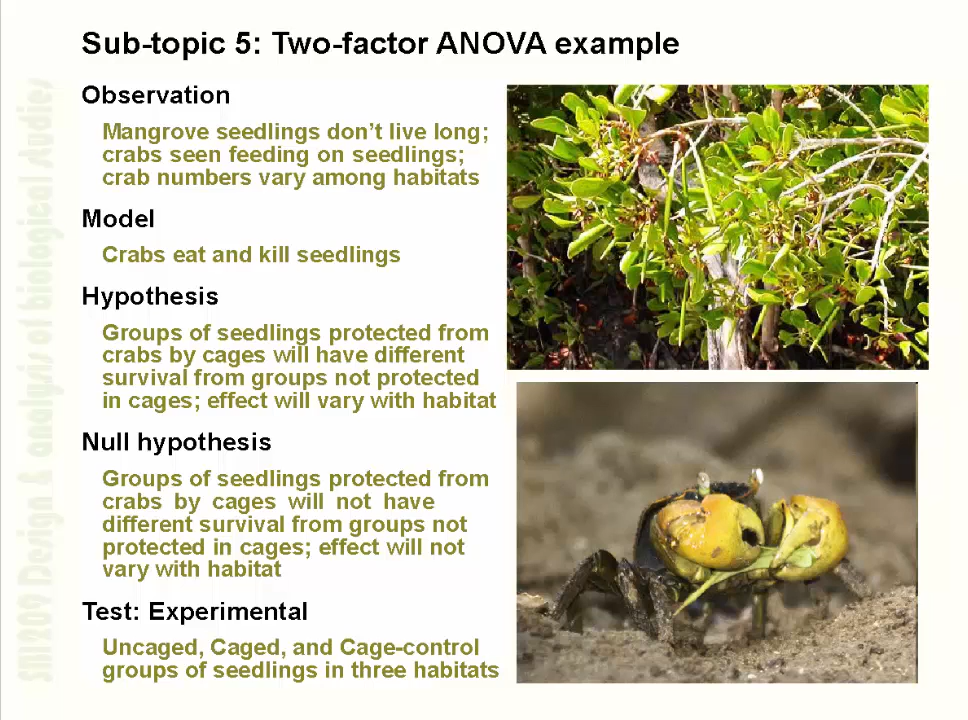 Sub-topic 5: Two-factor ANOVA example
Observation
Mangrove seedlings don't live long;
crabs seen feeding on seedlings;
crab numbers vary among habitats
Model
Crabs eat and kill seedlings
Hypothesis
Groups of seedlings protected from
crabs by cages will have different
survival from groups not protected
in cages; effect will vary with habitat
Null hypothesis
Groups of seedlings protected from
crabs by cages will not have
different survival from groups not
protected in cages; effect will not
vary with habitat
Test: Experimental
Uncaged, Caged, and Cage-control
groups of seedlings in three habitats